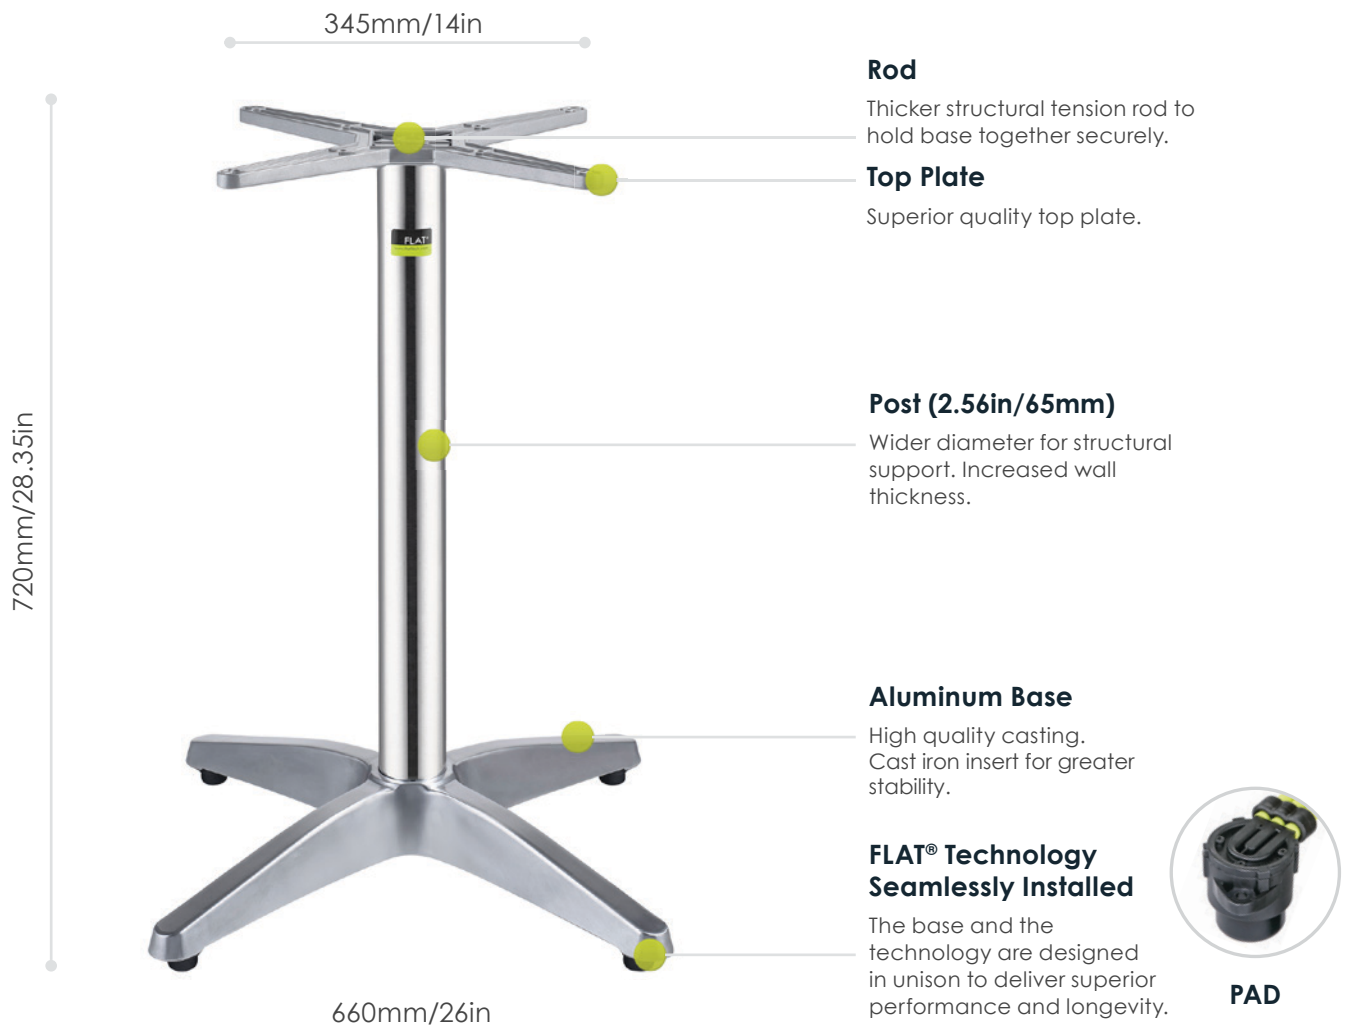 345mm/14in
Rod
Thicker structural tension rod to
hold base together securely.
Top Plate
Superior quality top plate.
FLAT®
Post (2.56in/65mm)
Wider diameter for structural
support. Increased wall
thickness.
720mm/28.35in
Aluminum Base
High quality casting.
Cast iron insert for greater
stability.
FLAT® Technology
Seamlessly Installed
The base and the
technology are designed
in unison to deliver superior
performance and longevity.
PAD
660mm/26in